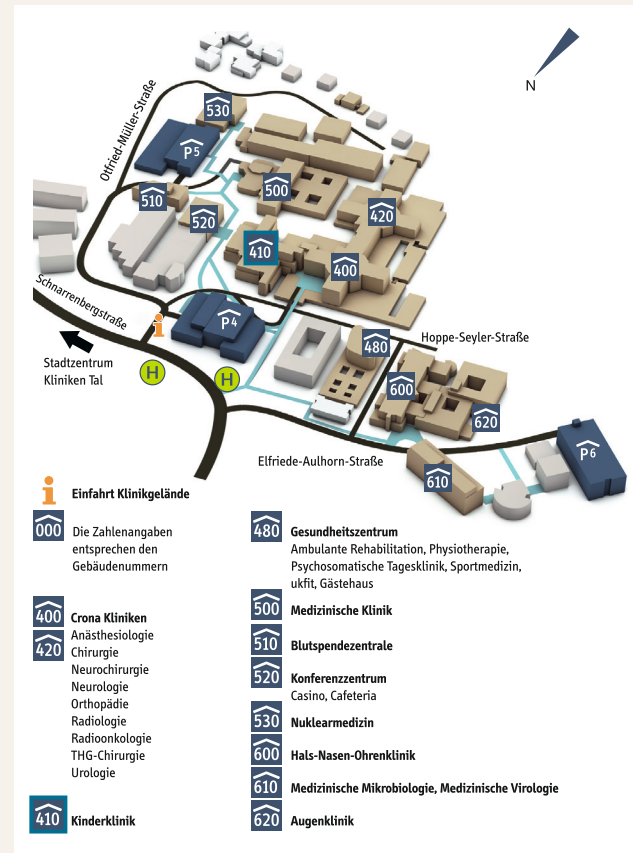 N
530
Otfried-Müller-Straße
P5
510
500
520
420
410
400
Schnarrenbergstraße
i
P4
Hoppe-Seyler-Straße
480
Stadtzentrum
Kliniken Tal
H
H
600
620
P6
Elfriede-Aulhorn-Straße
610
i Einfahrt Klinikgelände
000 Die Zahlenangaben
entsprechen den
Gebäudenummern
400 Crona Kliniken
420 Anästhesiologie
Chirurgie
Neurochirurgie
Neurologie
Orthopädie
Radiologie
Radioonkologie
THG-Chirurgie
Urologie
410 Kinderklinik
480 Gesundheitszentrum
Ambulante Rehabilitation, Physiotherapie,
Psychosomatische Tagesklinik, Sportmedizin,
ukfit, Gästehaus
500 Medizinische Klinik
510 Blutspendezentrale
520 Konferenzzentrum
Casino, Cafeteria
530 Nuklearmedizin
600 Hals-Nasen-Ohrenklinik
610 Medizinische Mikrobiologie, Medizinische Virologie
620 Augenklinik